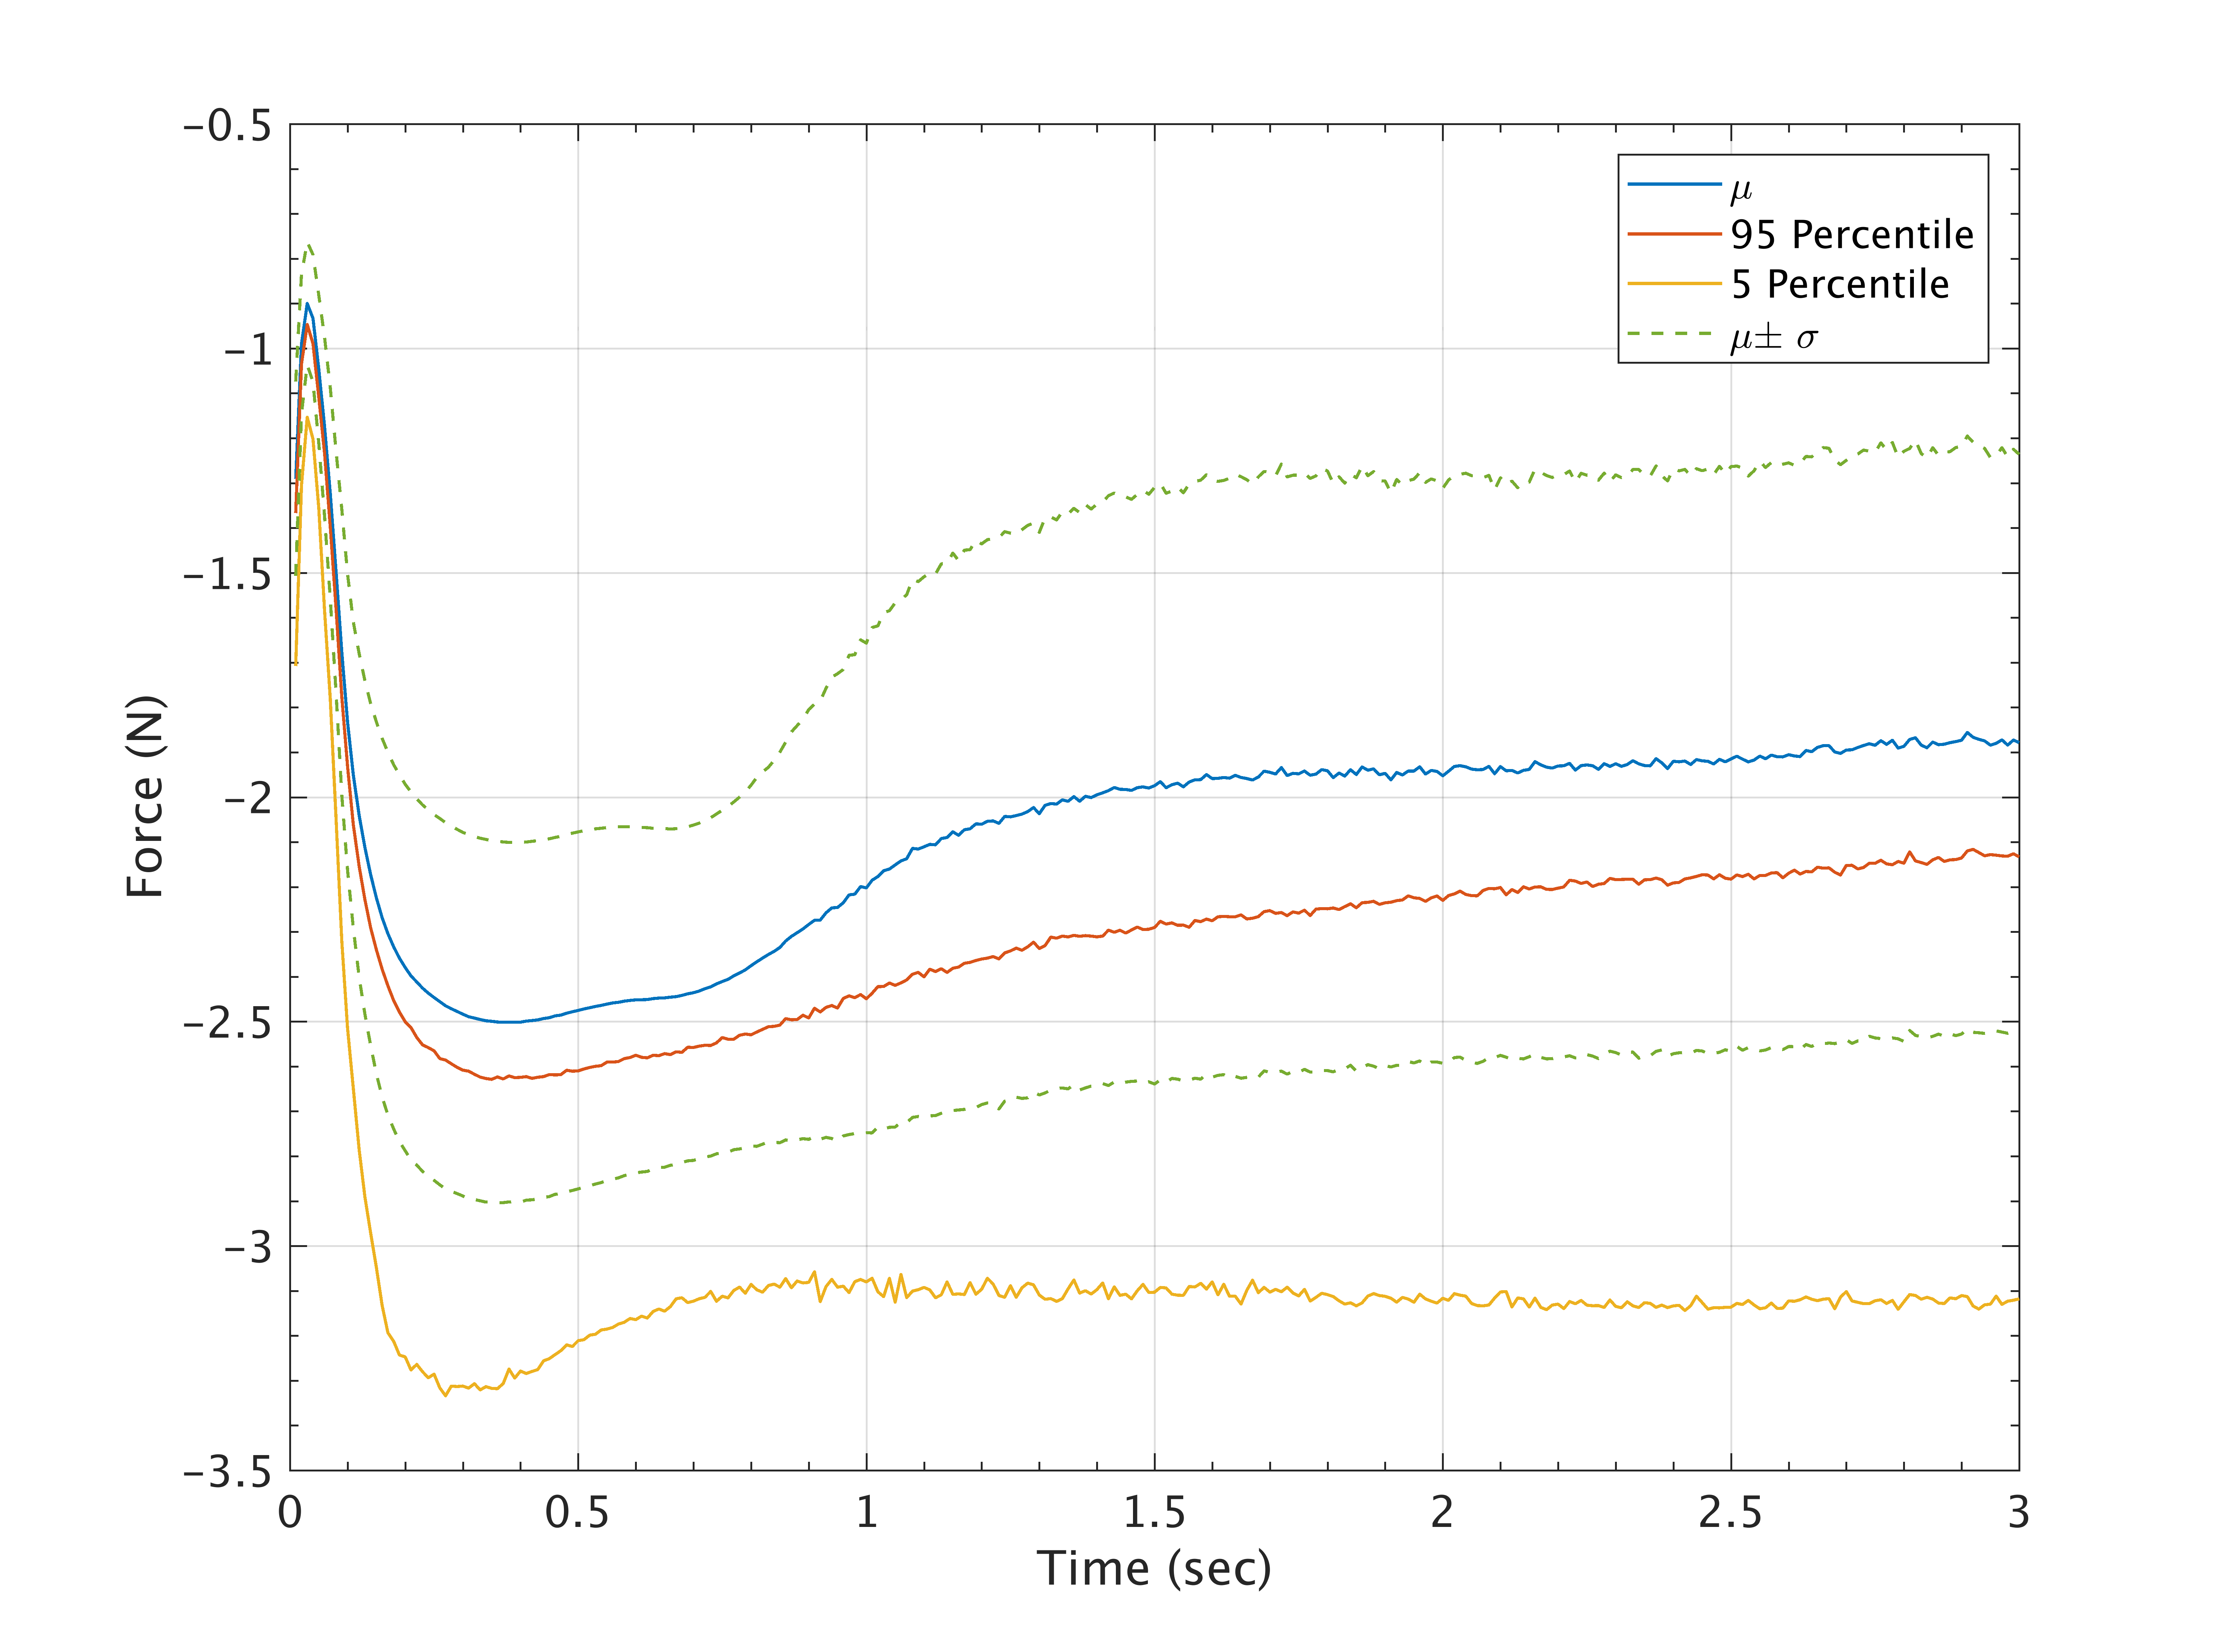 −0.5
−1
−1.5
−2
−2.5
−3
−3.5
Force (N)
0 0.5 1 1.5 2 2.5 3
Time (sec)
μ
95 Percentile
5 Percentile
μ± σ